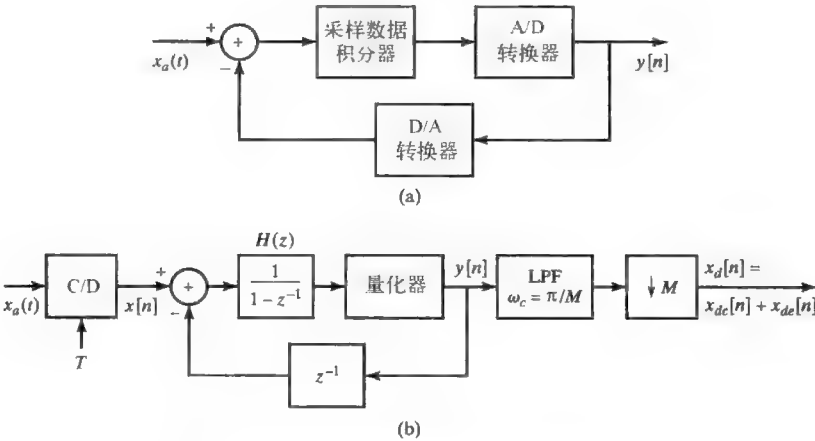 采样数据
积分器
A/D
转换器
x_a(t)
+
+
−
y[n]
D/A
转换器
(a)
H(z)
C/D
x_a(t)
x[n]
T
+
+
−
1
1 − z^{-1}
量化器
y[n]
LPF
ω_c = π/M
↓ M
x_d[n] =
x_{dc}[n] + x_{de}[n]
z^{-1}
(b)